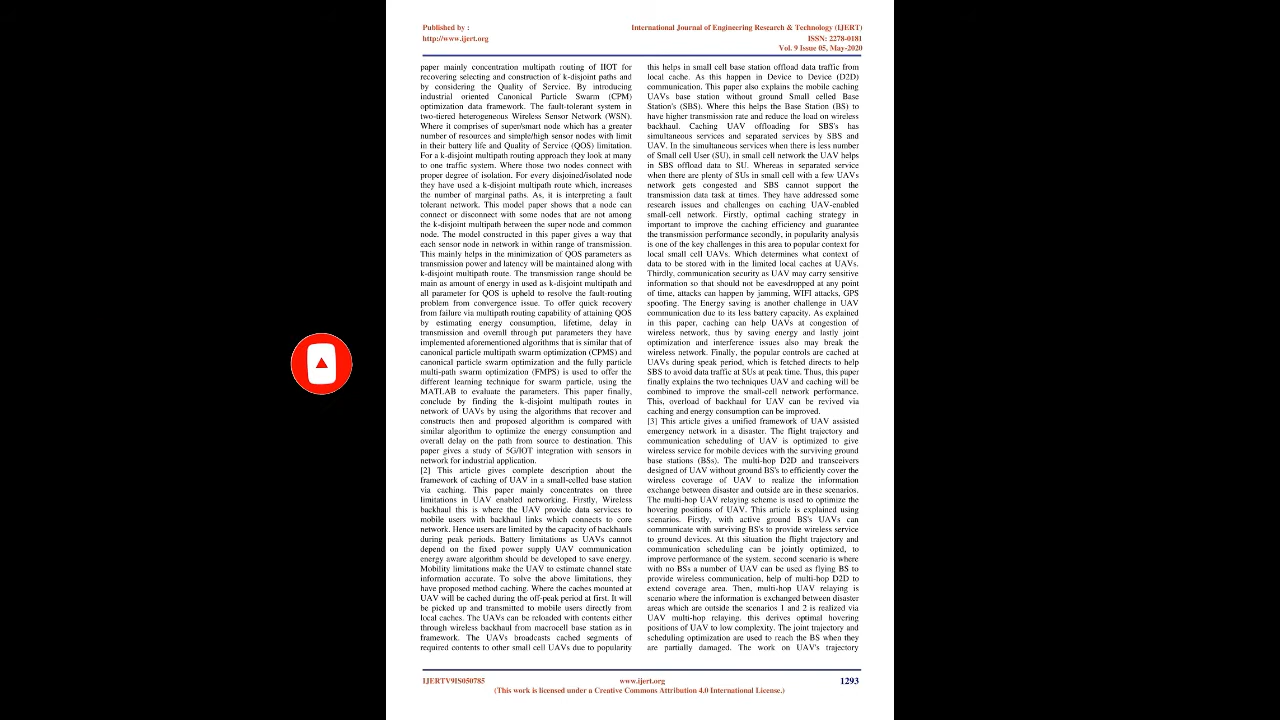 Published by :
http://www.ijert.org
International Journal of Engineering Research & Technology (IJERT)
ISSN: 2278-0181
Vol. 9 Issue 05, May-2020
paper mainly concentration multipath routing of IIOT for
recovering selecting and construction of k-disjoint paths and
by considering the Quality of Service. By introducing
industrial oriented Canonical Particle Swarm (CPM)
optimization data framework. The fault-tolerant system in
two-tiered heterogeneous Wireless Sensor Network (WSN).
Where it comprises of super/smart node which has a greater
number of resources and simple/high sensor nodes with limit
in their battery life and Quality of Service (QOS) limitation.
For a k-disjoint multipath routing approach they look at many
to one traffic system. Where those two nodes connect with
proper degree of isolation. For every disjoined/isolated node
they have used a k-disjoint multipath route which, increases
the number of marginal paths. As, it is interpreting a fault
tolerant network. This model paper shows that a node can
connect or disconnect with some nodes that are not among
the k-disjoint multipath between the super node and common
node. The model constructed in this paper gives a way that
each sensor node in network in within range of transmission.
This mainly helps in the minimization of QOS parameters as
transmission power and latency will be maintained along with
k-disjoint multipath route. The transmission range should be
main as amount of energy in used as k-disjoint multipath and
all parameter for QOS is upheld to resolve the fault-routing
problem from convergence issue. To offer quick recovery
from failure via multipath routing capability of attaining QOS
by estimating energy consumption, lifetime, delay in
transmission and overall through put parameters they have
implemented aforementioned algorithms that is similar that of
canonical particle multipath swarm optimization (CPMS) and
canonical particle swarm optimization and the fully particle
multi-path swarm optimization (FMPS) is used to offer the
different learning technique for swarm particle, using the
MATLAB to evaluate the parameters. This paper finally,
conclude by finding the k-disjoint multipath routes in
network of UAVs by using the algorithms that recover and
constructs then and proposed algorithm is compared with
similar algorithm to optimize the energy consumption and
overall delay on the path from source to destination. This
paper gives a study of 5G/IOT integration with sensors in
network for industrial application.
[2] This article gives complete description about the
framework of caching of UAV in a small-celled base station
via caching. This paper mainly concentrates on three
limitations in UAV enabled networking. Firstly, Wireless
backhaul this is where the UAV provide data services to
mobile users with backhaul links which connects to core
network. Hence users are limited by the capacity of backhauls
during peak periods. Battery limitations as UAVs cannot
depend on the fixed power supply UAV communication
energy aware algorithm should be developed to save energy.
Mobility limitations make the UAV to estimate channel state
information accurate. To solve the above limitations, they
have proposed method caching. Where the caches mounted at
UAV will be cached during the off-peak period at first. It will
be picked up and transmitted to mobile users directly from
local caches. The UAVs can be reloaded with contents either
through wireless backhaul from macrocell base station as in
framework. The UAVs broadcasts cached segments of
required contents to other small cell UAVs due to popularity
this helps in small cell base station offload data traffic from
local cache. As this happen in Device to Device (D2D)
communication. This paper also explains the mobile caching
UAVs base station without ground Small celled Base
Station's (SBS). Where this helps the Base Station (BS) to
have higher transmission rate and reduce the load on wireless
backhaul. Caching UAV offloading for SBS's has
simultaneous services and separated services by SBS and
UAV. In the simultaneous services when there is less number
of Small cell User (SU), in small cell network the UAV helps
in SBS offload data to SU. Whereas in separated service
when there are plenty of SUs in small cell with a few UAVs
network gets congested and SBS cannot support the
transmission data task at times. They have addressed some
research issues and challenges on caching UAV-enabled
small-cell network. Firstly, optimal caching strategy in
important to improve the caching efficiency and guarantee
the transmission performance secondly, in popularity analysis
is one of the key challenges in this area to popular context for
local small cell UAVs. Which determines what context of
data to be stored with in the limited local caches at UAVs.
Thirdly, communication security as UAV may carry sensitive
information so that should not be eavesdropped at any point
of time, attacks can happen by jamming, WIFI attacks, GPS
spoofing. The Energy saving is another challenge in UAV
communication due to its less battery capacity. As explained
in this paper, caching can help UAVs at congestion of
wireless network, thus by saving energy and lastly joint
optimization and interference issues also may break the
wireless network. Finally, the popular controls are cached at
UAVs during speak period, which is fetched directs to help
SBS to avoid data traffic at SUs at peak time. Thus, this paper
finally explains the two techniques UAV and caching will be
combined to improve the small-cell network performance.
This, overload of backhaul for UAV can be revived via
caching and energy consumption can be improved.
[3] This article gives a unified framework of UAV assisted
emergency network in a disaster. The flight trajectory and
communication scheduling of UAV is optimized to give
wireless service for mobile devices with the surviving ground
base stations (BSs). The multi-hop D2D and transceivers
designed of UAV without ground BS's to efficiently cover the
wireless coverage of UAV to realize the information
exchange between disaster and outside are in these scenarios.
The multi-hop UAV relaying scheme is used to optimize the
hovering positions of UAV. This article is explained using
scenarios. Firstly, with active ground BS's UAVs can
communicate with surviving BS's to provide wireless service
to ground devices. At this situation the flight trajectory and
communication scheduling can be jointly optimized, to
improve performance of the system. second scenario is where
with no BSs a number of UAV can be used as flying BS to
provide wireless communication, help of multi-hop D2D to
extend coverage area. Then, multi-hop UAV relaying is
scenario where the information is exchanged between disaster
areas which are outside the scenarios 1 and 2 is realized via
UAV multi-hop relaying. this derives optimal hovering
positions of UAV to low complexity. The joint trajectory and
scheduling optimization are used to reach the BS when they
are partially damaged. The work on UAV's trajectory
IJERTV9IS050785
www.ijert.org
1293
(This work is licensed under a Creative Commons Attribution 4.0 International License.)